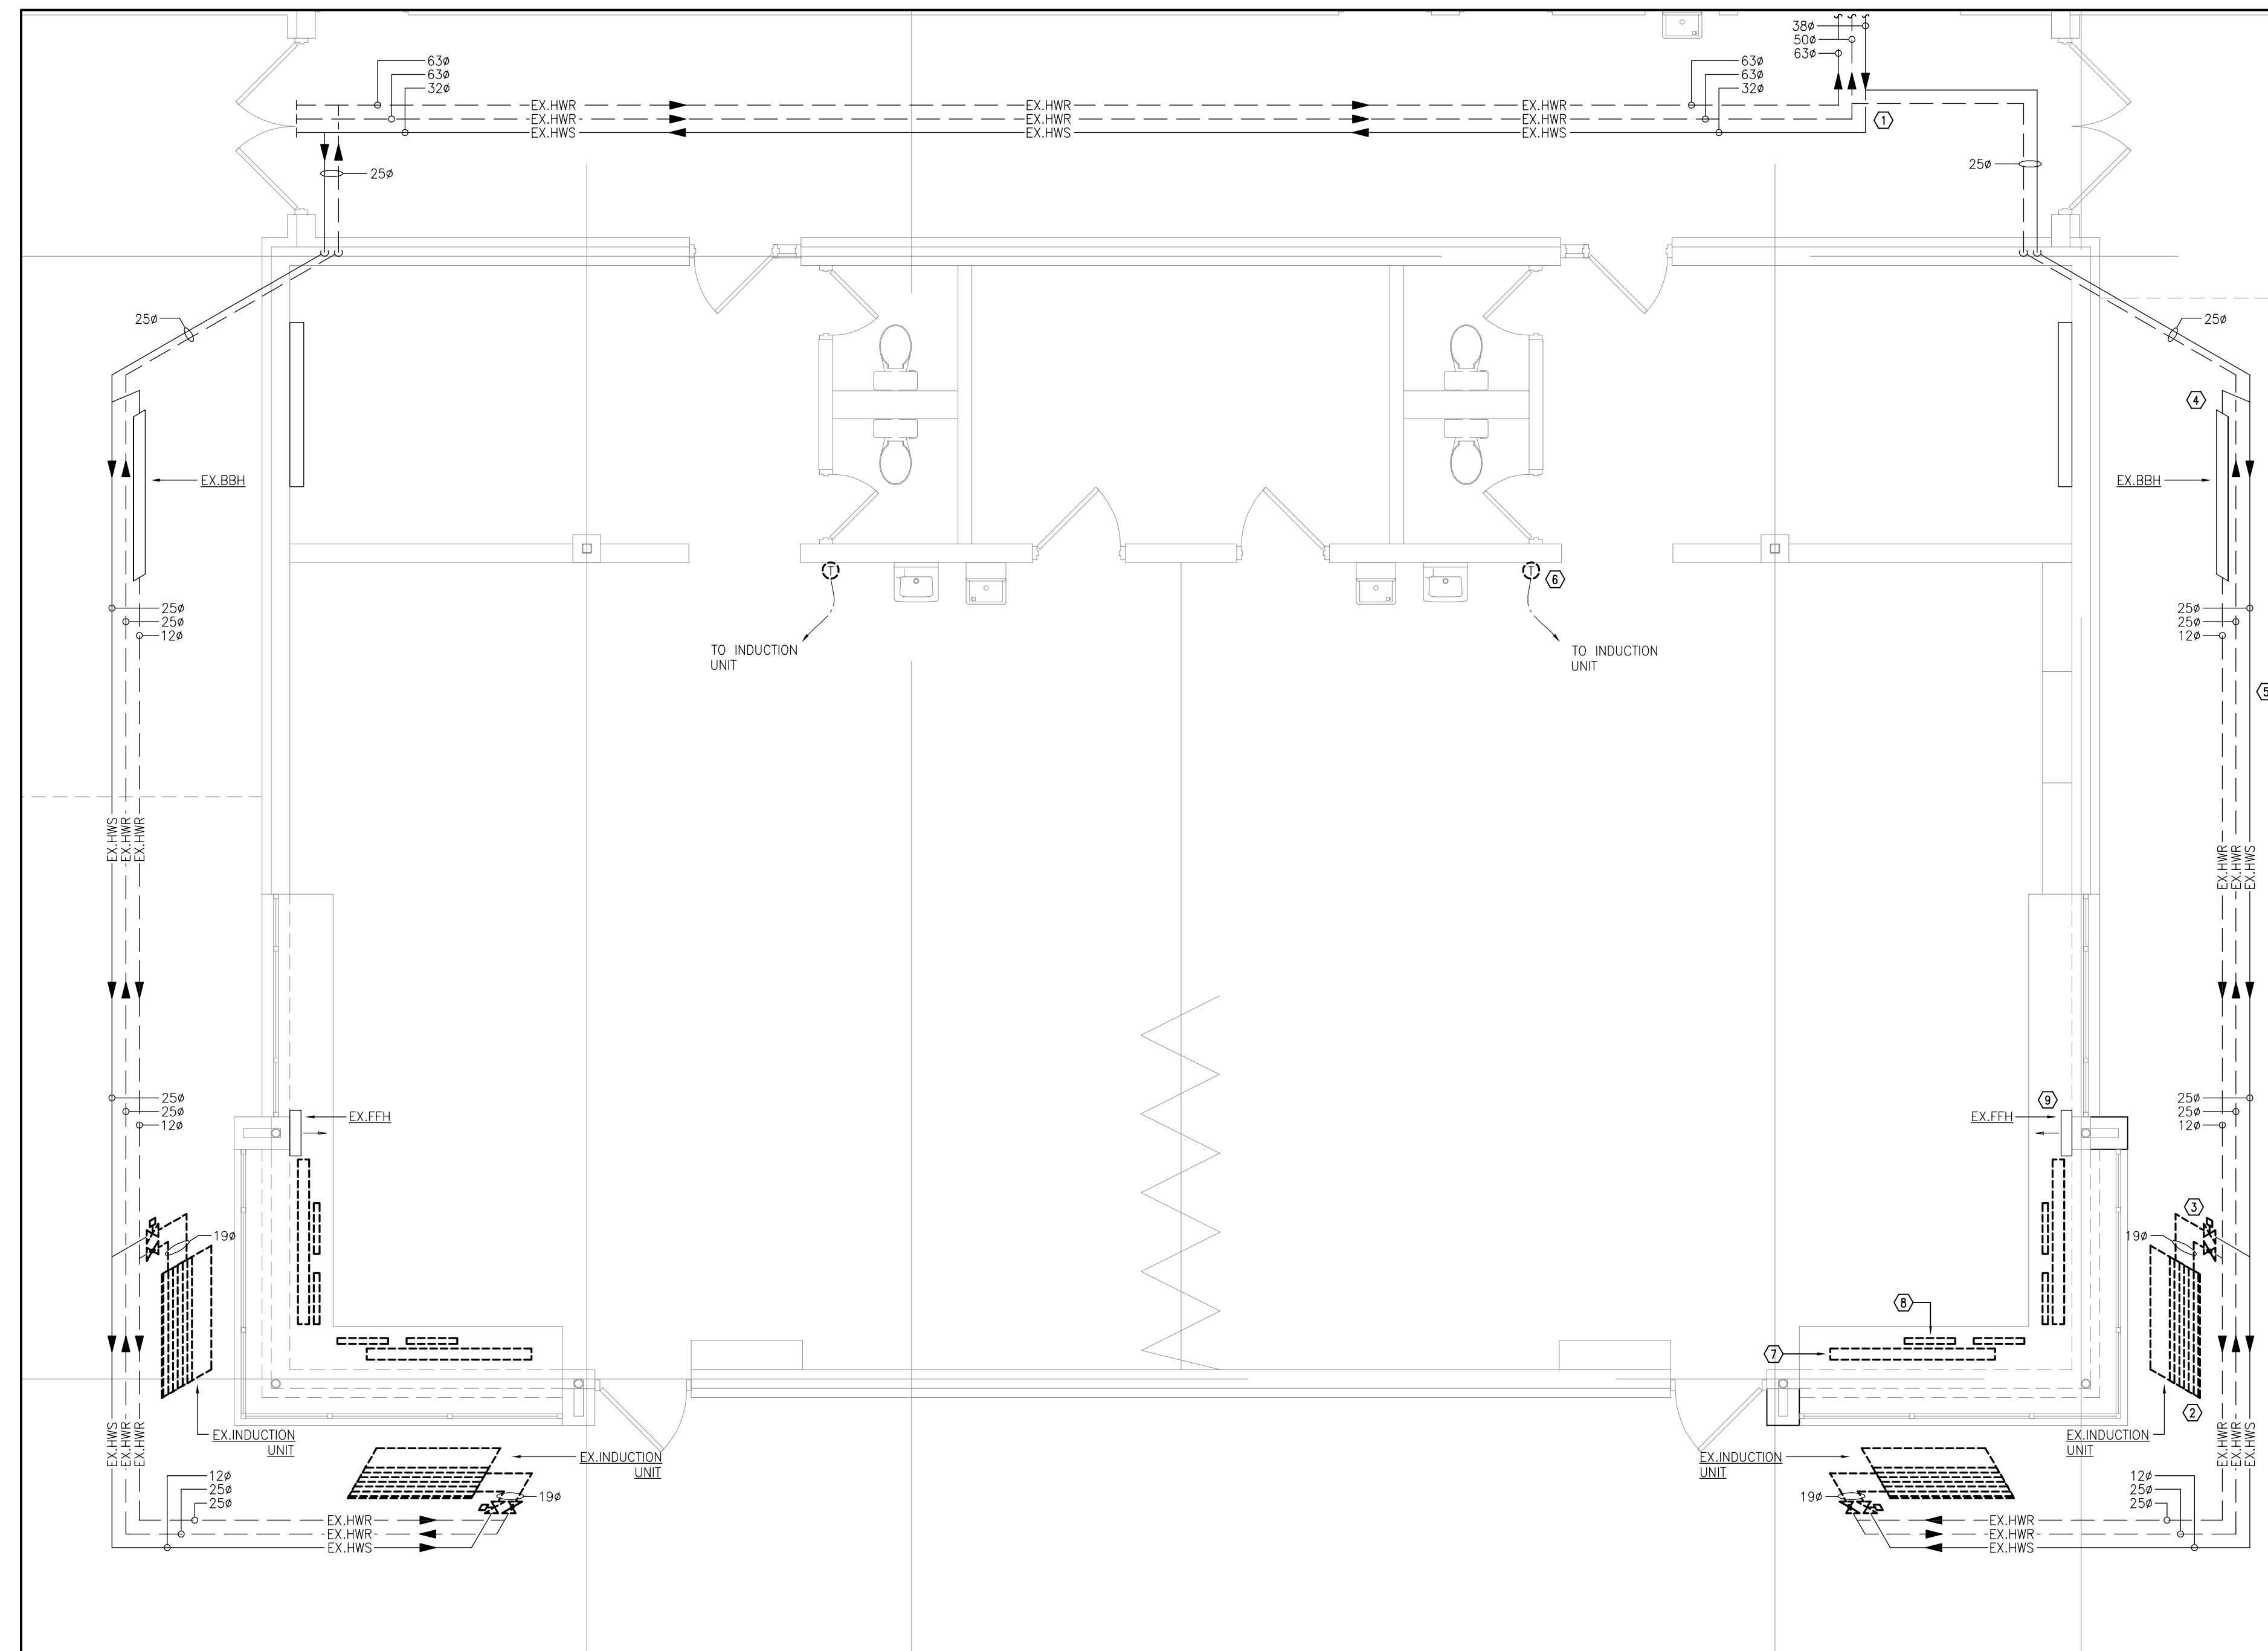 38ø
50ø
63ø
63ø
63ø
32ø
63ø
63ø
32ø
EX.HWR
EX.HWR
EX.HWR
EX.HWR
EX.HWR
EX.HWR
EX.HWS
EX.HWS
EX.HWS
1
25ø
25ø
25ø
25ø
4
EX.BBH
EX.BBH
T
T
6
25ø
25ø
12ø
25ø
25ø
12ø
TO INDUCTION
UNIT
TO INDUCTION
UNIT
5
EX.HWS
EX.HWR
EX.HWR
EX.HWR
EX.HWR
EX.HWS
25ø
25ø
12ø
EX.FFH
EX.FFH
9
25ø
25ø
12ø
3
19ø
19ø
8
7
2
EX.HWS
EX.HWR
EX.HWR
EX.INDUCTION
UNIT
EX.INDUCTION
UNIT
EX.INDUCTION
UNIT
EX.INDUCTION
UNIT
EX.HWR
EX.HWR
EX.HWS
12ø
25ø
25ø
19ø
19ø
12ø
25ø
25ø
EX.HWR
EX.HWR
EX.HWS
EX.HWR
EX.HWR
EX.HWS